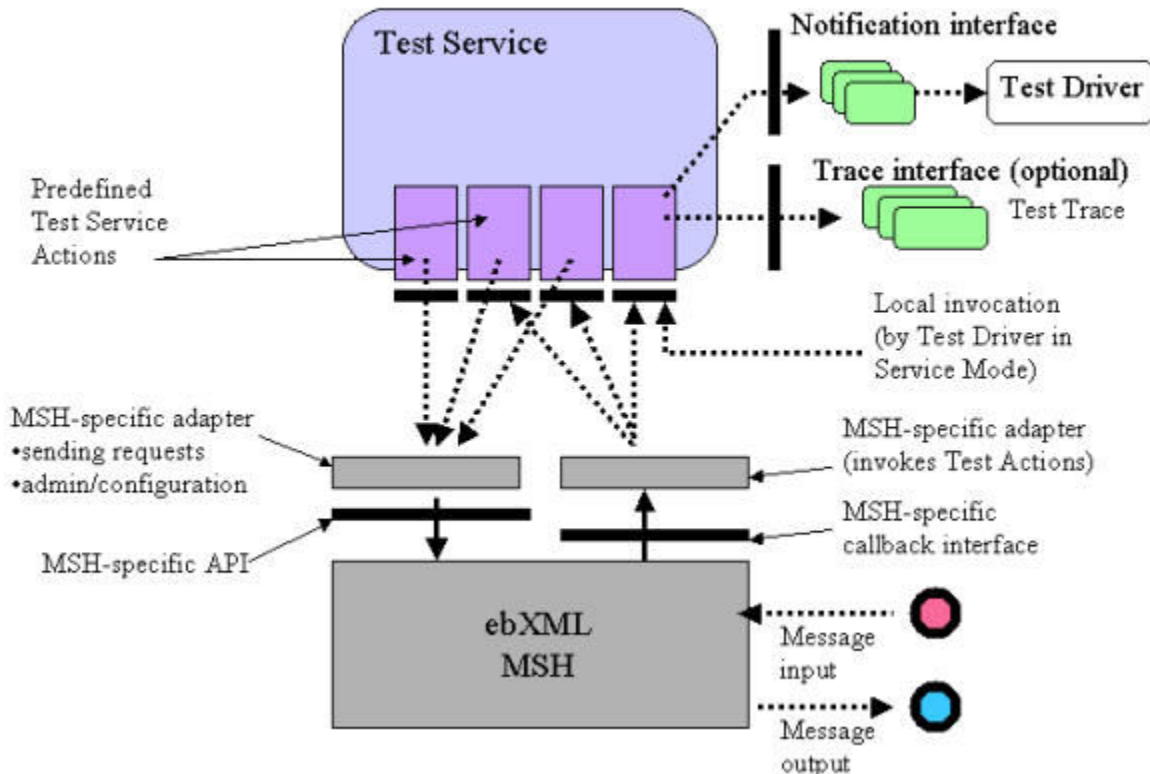 Test Service
Notification interface
Test Driver
Predefined
Test Service
Actions
Trace interface (optional)
Test Trace
Local invocation
(by Test Driver in
Service Mode)
MSH-specific adapter
•sending requests
•admin/configuration
MSH-specific adapter
(invokes Test Actions)
MSH-specific API
MSH-specific
callback interface
ebXML
MSH
Message
input
Message
output